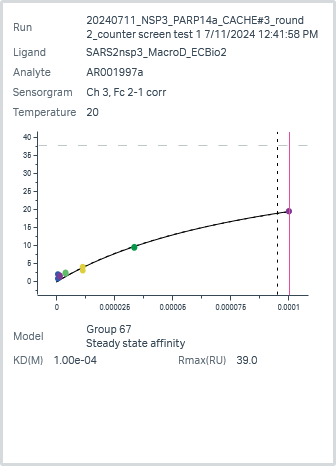 Run 20240711_NSP3_PARP14a_CACHE#3_round
2_counter screen test 1 7/11/2024 12:41:58 PM
Ligand SARS2nsp3_MacroD_ECBio2
Analyte AR001997a
Sensorgram Ch 3, Fc 2-1 corr
Temperature 20
40
35
30
25
20
15
10
5
0
0 0.000025 0.00005 0.000075 0.0001
Model Group 67
Steady state affinity
KD(M) 1.00e-04 Rmax(RU) 39.0